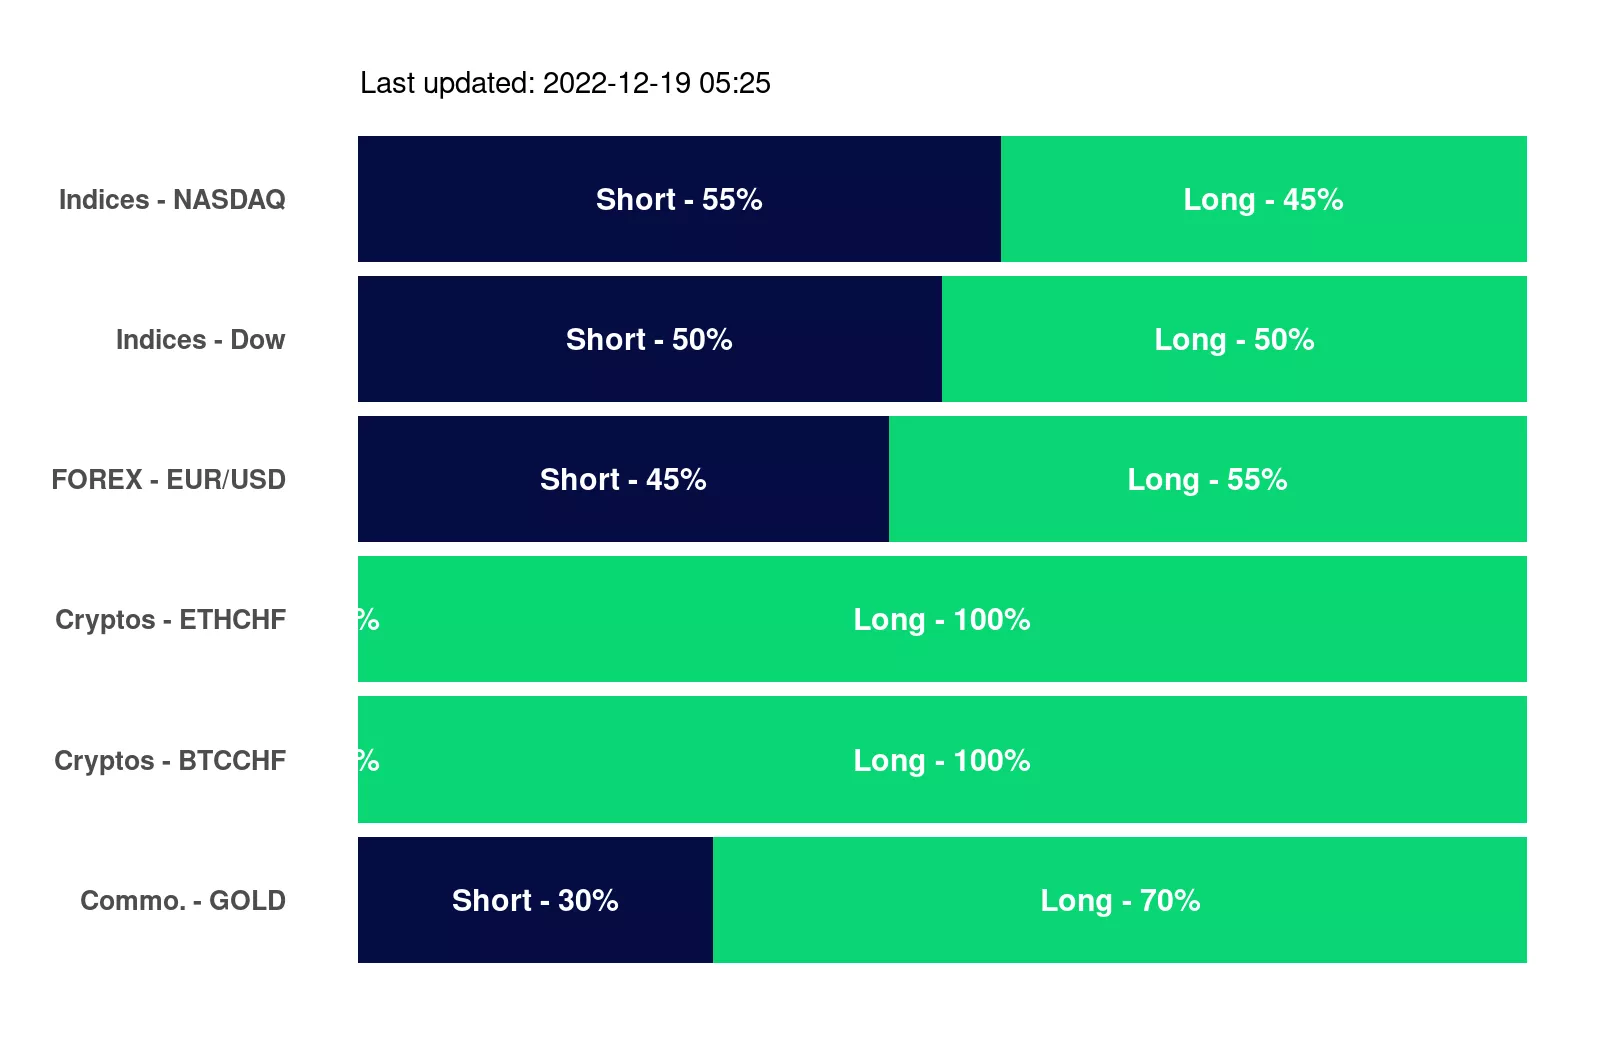 Last updated: 2022-12-19 05:25
Indices - NASDAQ Short - 55% Long - 45%
Indices - Dow Short - 50% Long - 50%
FOREX - EUR/USD Short - 45% Long - 55%
Cryptos - ETHCHF % Long - 100%
Cryptos - BTCCHF % Long - 100%
Commo. - GOLD Short - 30% Long - 70%